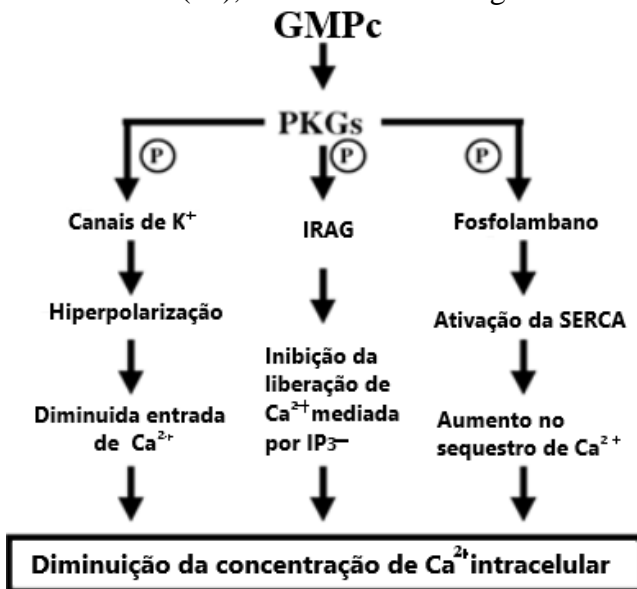 GMPc
PKGs
P
P
P
Canais de K⁺
Hiperpolarização
Diminuida entrada
de Ca²⁺
IRAG
Inibição da
liberação de
Ca²⁺ mediada
por IP3
Fosfolambano
Ativação da SERCA
Aumento no
sequestro de Ca²⁺
Diminuição da concentração de Ca²⁺ intracelular